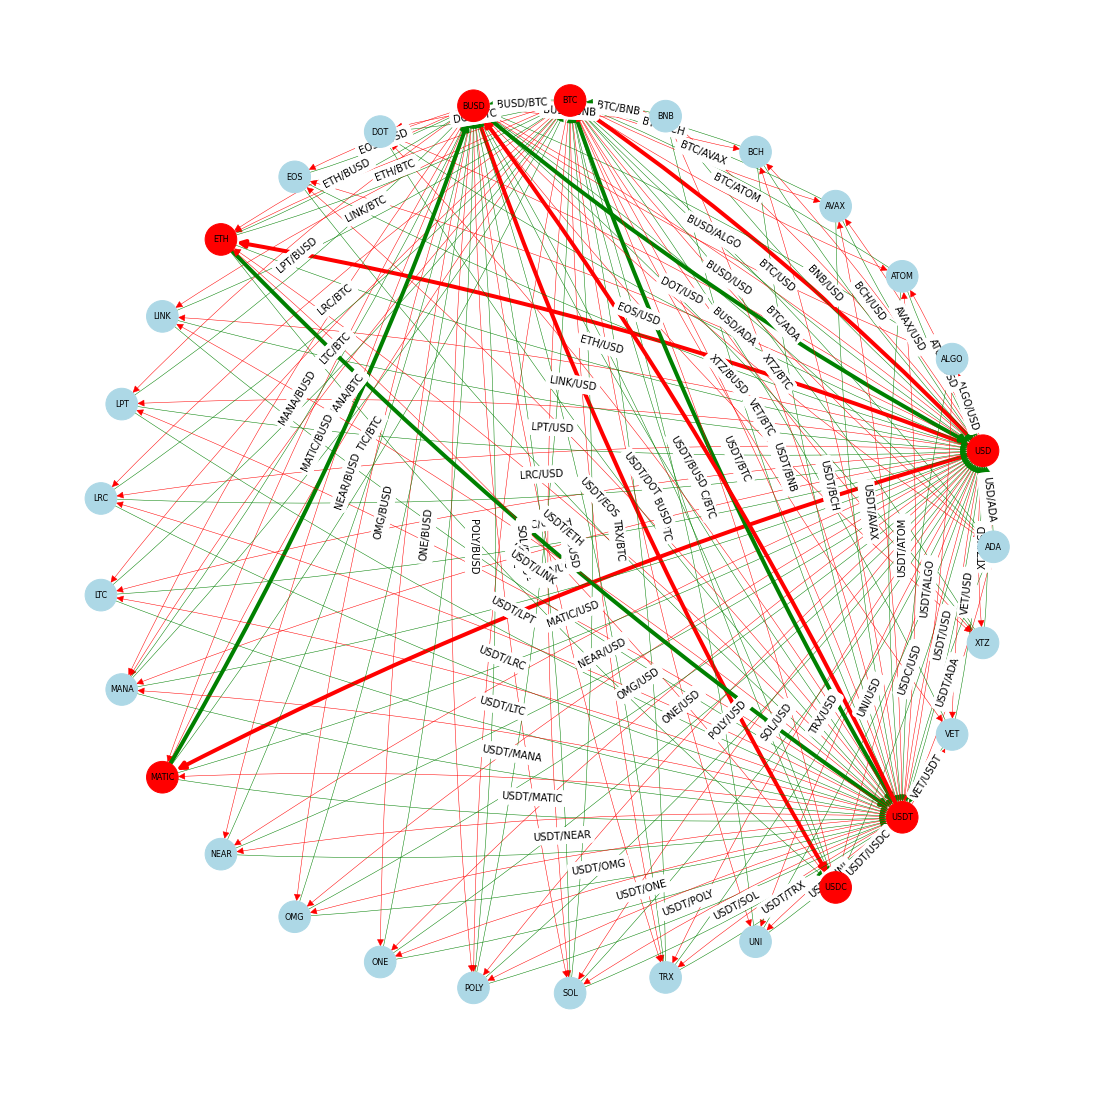 BUSD
BTC
BNB
DOT
BCH
EOS
AVAX
ETH
ATOM
LINK
ALGO
LPT
USD
LRC
ADA
LTC
XTZ
MANA
VET
MATIC
USDT
NEAR
USDC
OMG
UNI
ONE
TRX
POLY
SOL
BUSD/BTC
BTC/BNB
ETH/BUSD
ETH/BTC
BTC/AVAX
BTC/ATOM
LINK/BTC
BUSD/ALGO
LPT/BUSD
BUSD/USD
BTC/USD
BNB/USD
BCH/USD
DOT/USD
LRC/BTC
EOS/USD
BUSD/ADA
BTC/ADA
AVAX/USD
ETH/USD
LTC/BTC
XTZ/BUSD
XTZ/BTC
LINK/USD
MANA/BUSD
ALGO/USD
VET/BTC
LPT/USD
MATIC/BUSD
NEAR/BUSD
LRC/USD
USDT/DOT
USDT/BUSD
USDT/BTC
USDT/BNB
USDT/BCH
USDT/EOS
USDT/AVAX
USD/ADA
OMG/BUSD
ONE/BUSD
POLY/BUSD
USDT/ETH
TRX/BTC
USDT/ATOM
USDT/LINK
USDT/ALGO
VET/USD
USDT/LPT
MATIC/USD
USDT/USD
NEAR/USD
USDT/LRC
USDC/USD
USDT/ADA
OMG/USD
UNI/USD
USDT/LTC
ONE/USD
POLY/USD
SOL/USD
TRX/USD
USDT/MANA
VET/USDT
USDT/MATIC
USDT/NEAR
USDT/USDC
USDT/OMG
USDT/ONE
USDT/POLY
USDT/SOL
USDT/TRX